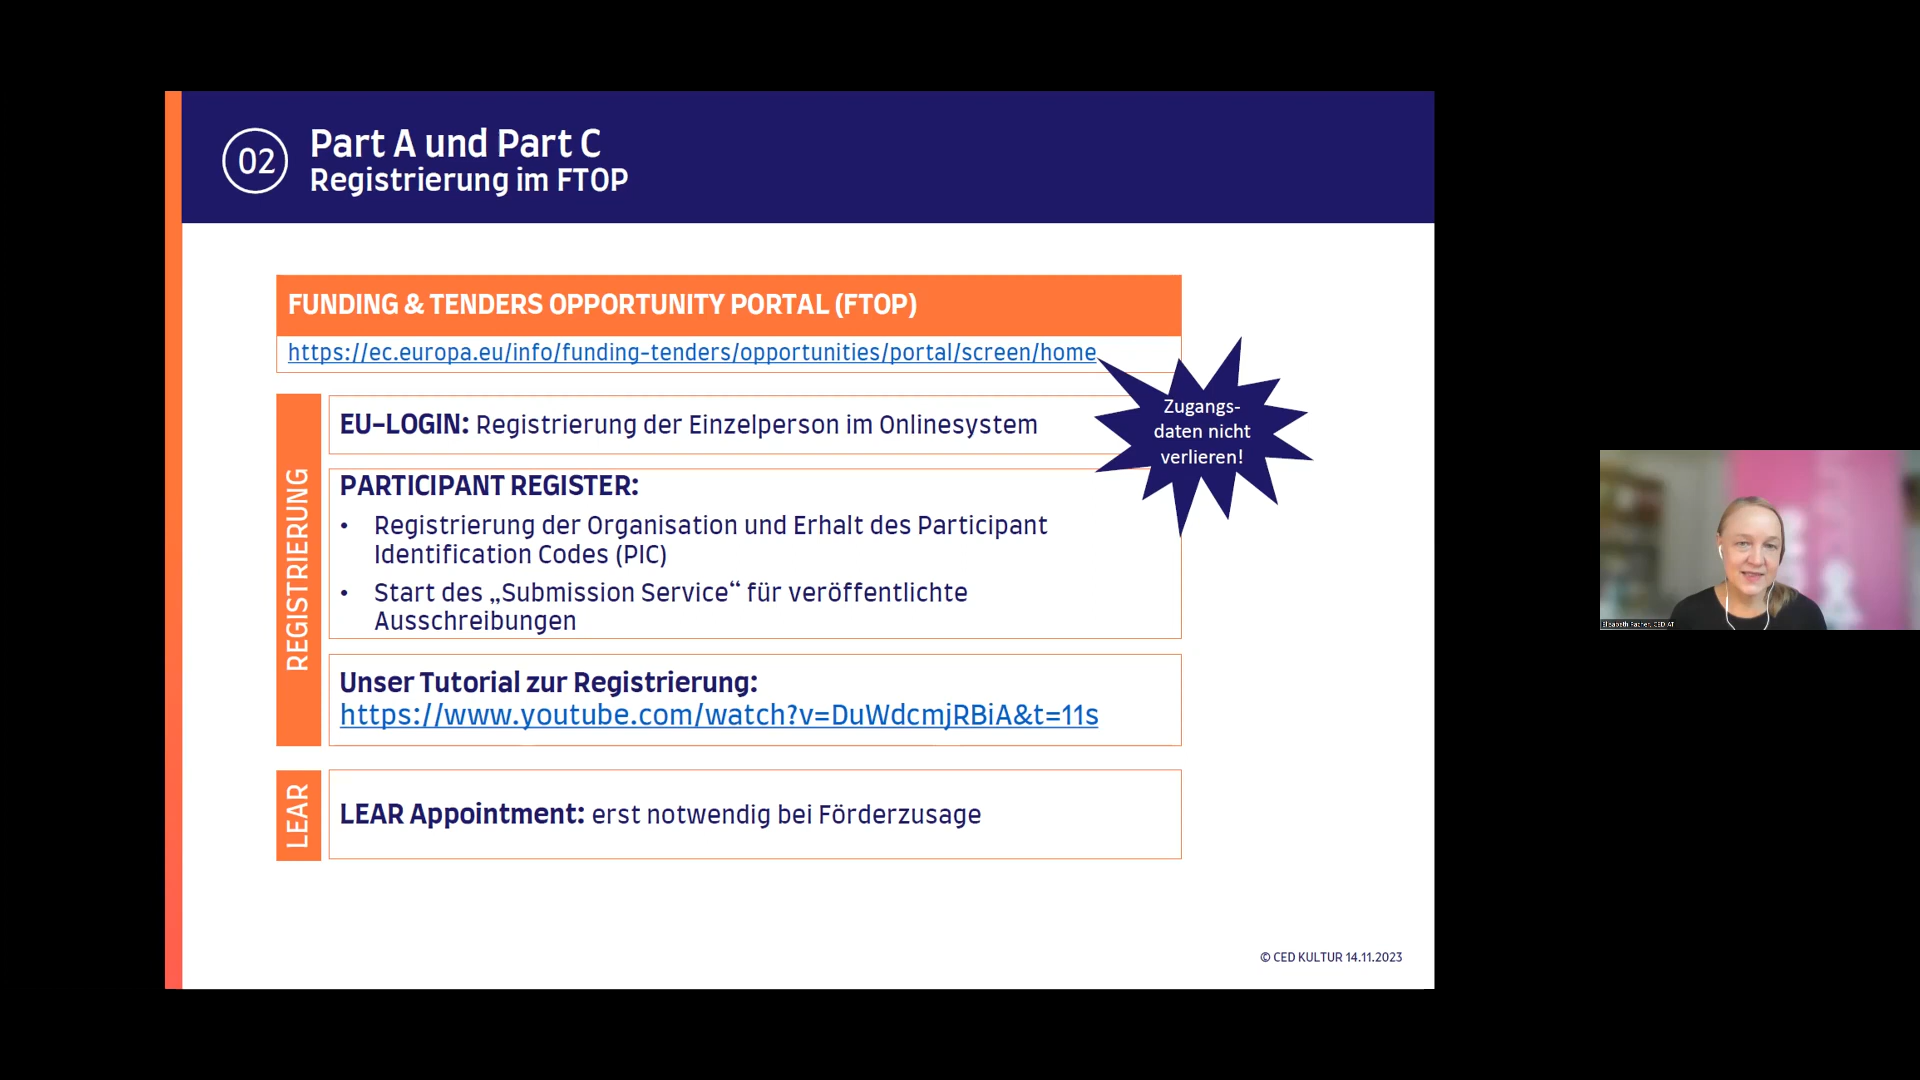 02
Part A und Part C
Registrierung im FTOP
FUNDING & TENDERS OPPORTUNITY PORTAL (FTOP)
https://ec.europa.eu/info/funding-tenders/opportunities/portal/screen/home
Zugangs-
daten nicht
verlieren!
REGISTRIERUNG
EU-LOGIN: Registrierung der Einzelperson im Onlinesystem
PARTICIPANT REGISTER:
• Registrierung der Organisation und Erhalt des Participant
Identification Codes (PIC)
• Start des „Submission Service“ für veröffentlichte
Ausschreibungen
Unser Tutorial zur Registrierung:
https://www.youtube.com/watch?v=DuWdcmjRBiA&t=11s
LEAR
LEAR Appointment: erst notwendig bei Förderzusage
© CED KULTUR 14.11.2023
Elisabeth Pacher, CED AT